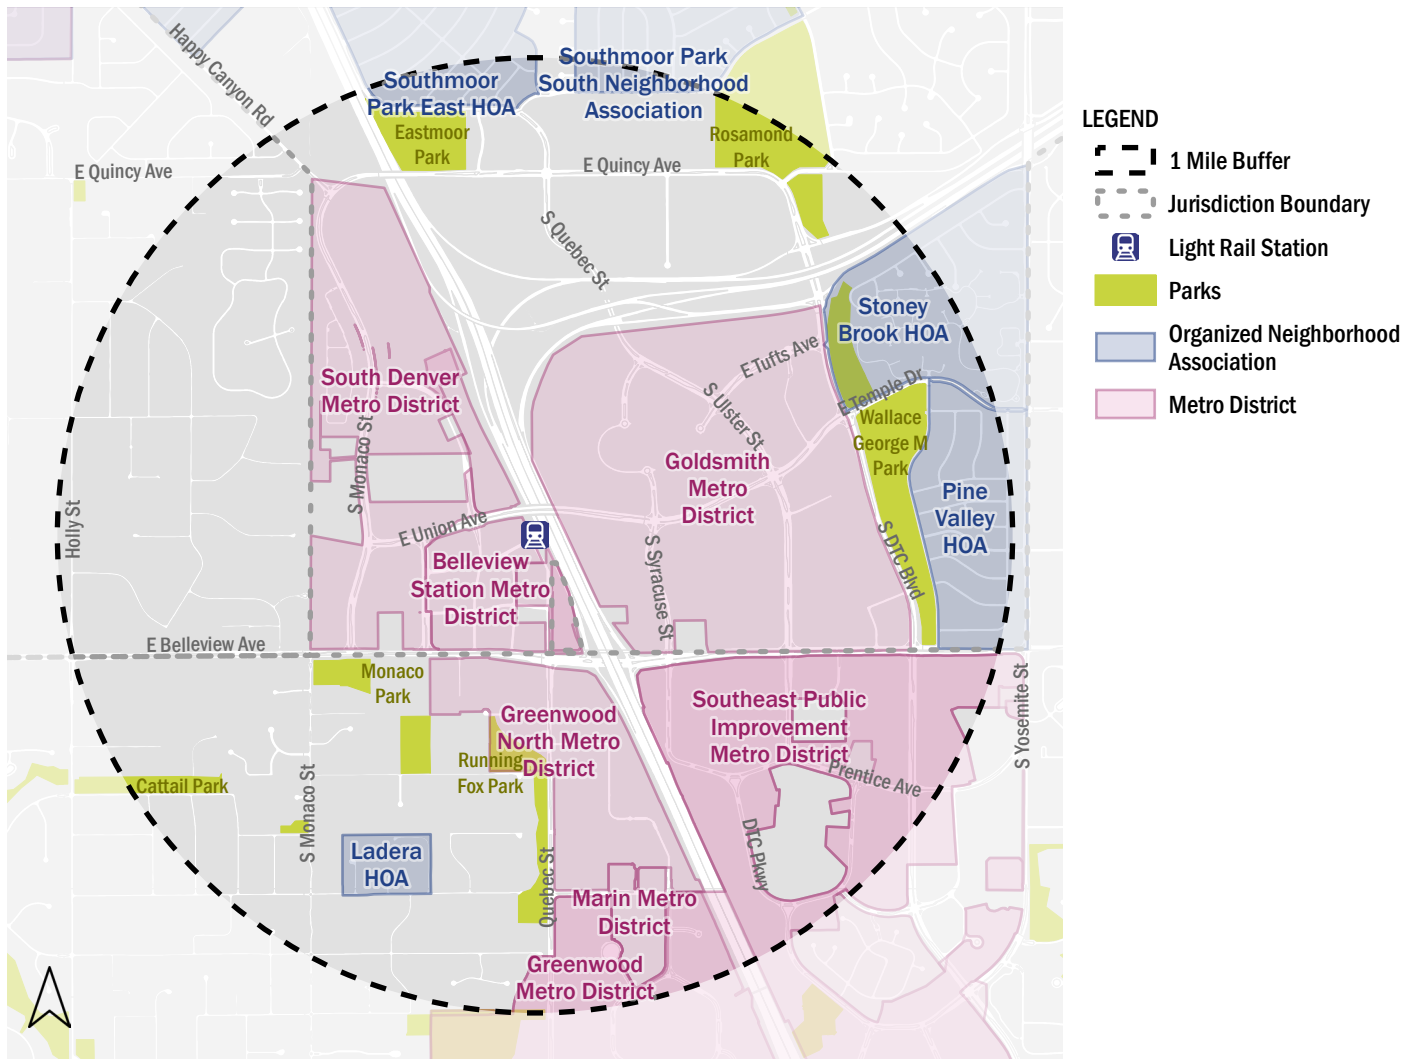 Happy Canyon Rd
Southmoor
Park East HOA
Southmoor Park
South Neighborhood
Association
Eastmoor
Park
Rosamond
Park
E Quincy Ave
E Quincy Ave
S Quebec St
Stoney
Brook HOA
E Tufts Ave
E Temple Dr
South Denver
Metro District
S Monaco St
S Ulster St
Wallace
George M
Park
Goldsmith
Metro
District
Pine
Valley
HOA
Holly St
E Union Ave
S Syracuse St
S DTC Blvd
Belleview
Station Metro
District
E Belleview Ave
Monaco
Park
Southeast Public
Improvement
Metro District
S Yosemite St
Greenwood
North Metro
District
Running
Fox Park
Cattail Park
Prentice Ave
S Monaco St
DTC Pkwy
Ladera
HOA
Quebec St
Marin Metro
District
Greenwood
Metro District
LEGEND
1 Mile Buffer
Jurisdiction Boundary
Light Rail Station
Parks
Organized Neighborhood
Association
Metro District